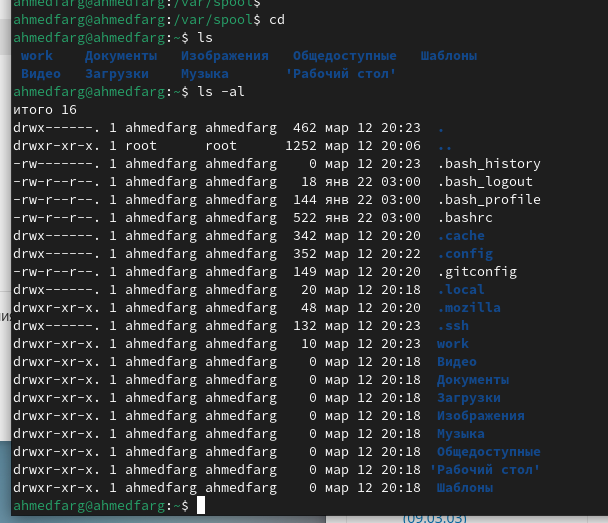 ahmedfarg@ahmedfarg:/var/spool$
ahmedfarg@ahmedfarg:/var/spool$ cd
ahmedfarg@ahmedfarg:~$ ls
work Документы Изображения Общедоступные Шаблоны
Видео Загрузки Музыка 'Рабочий стол'
ahmedfarg@ahmedfarg:~$ ls -al
итого 16
drwx------. 1 ahmedfarg ahmedfarg 462 мар 12 20:23 .
drwxr-xr-x. 1 root root 1252 мар 12 20:06 ..
-rw-------. 1 ahmedfarg ahmedfarg 0 мар 12 20:23 .bash_history
-rw-r--r--. 1 ahmedfarg ahmedfarg 18 янв 22 03:00 .bash_logout
-rw-r--r--. 1 ahmedfarg ahmedfarg 144 янв 22 03:00 .bash_profile
-rw-r--r--. 1 ahmedfarg ahmedfarg 522 янв 22 03:00 .bashrc
drwx------. 1 ahmedfarg ahmedfarg 342 мар 12 20:20 .cache
drwx------. 1 ahmedfarg ahmedfarg 352 мар 12 20:22 .config
-rw-r--r--. 1 ahmedfarg ahmedfarg 149 мар 12 20:20 .gitconfig
drwx------. 1 ahmedfarg ahmedfarg 20 мар 12 20:18 .local
drwxr-xr-x. 1 ahmedfarg ahmedfarg 48 мар 12 20:20 .mozilla
drwx------. 1 ahmedfarg ahmedfarg 132 мар 12 20:23 .ssh
drwxr-xr-x. 1 ahmedfarg ahmedfarg 10 мар 12 20:23 work
drwxr-xr-x. 1 ahmedfarg ahmedfarg 0 мар 12 20:18 Видео
drwxr-xr-x. 1 ahmedfarg ahmedfarg 0 мар 12 20:18 Документы
drwxr-xr-x. 1 ahmedfarg ahmedfarg 0 мар 12 20:18 Загрузки
drwxr-xr-x. 1 ahmedfarg ahmedfarg 0 мар 12 20:18 Изображения
drwxr-xr-x. 1 ahmedfarg ahmedfarg 0 мар 12 20:18 Музыка
drwxr-xr-x. 1 ahmedfarg ahmedfarg 0 мар 12 20:18 Общедоступные
drwxr-xr-x. 1 ahmedfarg ahmedfarg 0 мар 12 20:18 'Рабочий стол'
drwxr-xr-x. 1 ahmedfarg ahmedfarg 0 мар 12 20:18 Шаблоны
ahmedfarg@ahmedfarg:~$
(09.03.03)